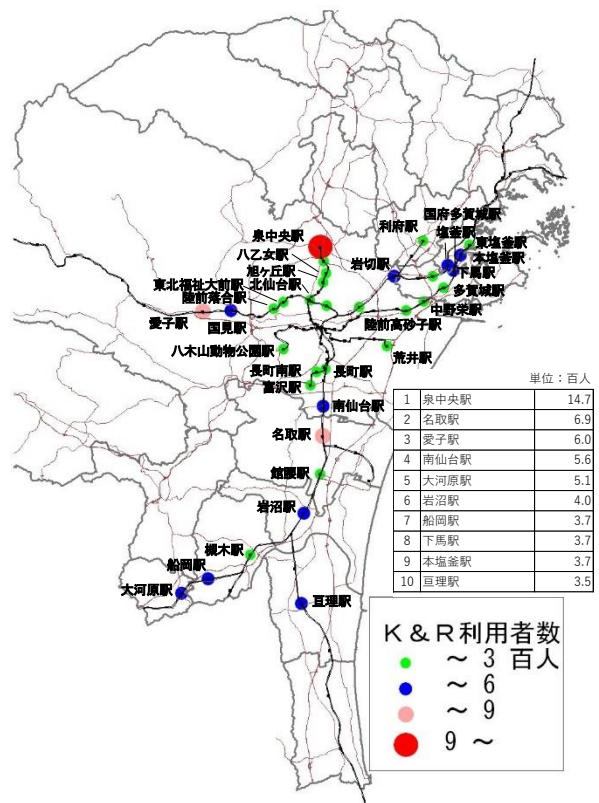 国府多賀城駅
利府駅
塩釜駅
泉中央駅
東塩釜駅
八乙女駅
本塩釜駅
岩切駅
下馬駅
旭ヶ丘駅
東北福祉大前駅
北仙台駅
多賀城駅
陸前落合駅
中野栄駅
愛子駅
国見駅
陸前高砂子駅
八木山動物公園駅
荒井駅
長町南駅
長町駅
富沢駅
南仙台駅
名取駅
館腰駅
岩沼駅
槻木駅
船岡駅
大河原駅
亘理駅
単位：百人
1 泉中央駅 14.7
2 名取駅 6.9
3 愛子駅 6.0
4 南仙台駅 5.6
5 大河原駅 5.1
6 岩沼駅 4.0
7 船岡駅 3.7
8 下馬駅 3.7
9 本塩釜駅 3.7
10 亘理駅 3.5
K＆R利用者数
～ 3 百人
～ 6
～ 9
9 ～